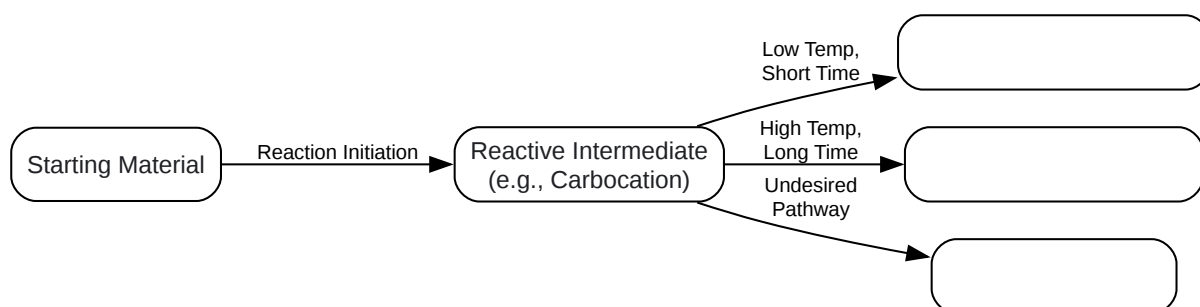 Low Temp,
Short Time
Starting Material
Reaction Initiation
Reactive Intermediate
(e.g., Carbocation)
High Temp,
Long Time
Undesired
Pathway